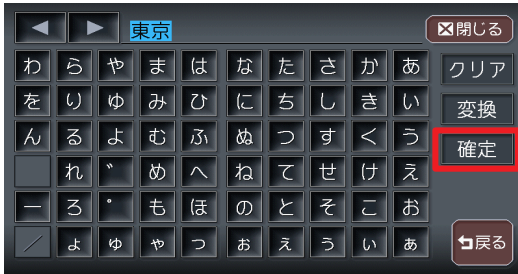 ◀ ▶ 東京 ☒閉じる
わ ら や ま は な た さ か あ クリア
を り ゆ み ひ に ち し き い 変換
ん る よ む ふ ぬ つ す く う 確定
れ ゛ め へ ね て せ け え
ー ろ ゜ も ほ の と そ こ お
／ ょ ゅ ゃ っ ぉ ぇ ぅ ぃ ぁ ⮌戻る